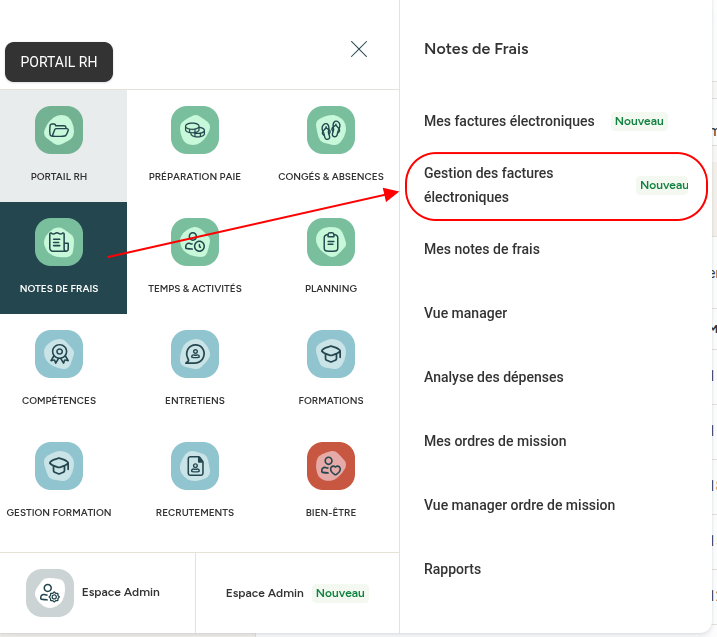 PORTAIL RH
PORTAIL RH
PRÉPARATION PAIE
CONGÉS & ABSENCES
NOTES DE FRAIS
TEMPS & ACTIVITÉS
PLANNING
COMPÉTENCES
ENTRETIENS
FORMATIONS
GESTION FORMATION
RECRUTEMENTS
BIEN-ÊTRE
Espace Admin
Espace Admin Nouveau
Notes de Frais
Mes factures électroniques Nouveau
Gestion des factures
électroniques Nouveau
Mes notes de frais
Vue manager
Analyse des dépenses
Mes ordres de mission
Vue manager ordre de mission
Rapports